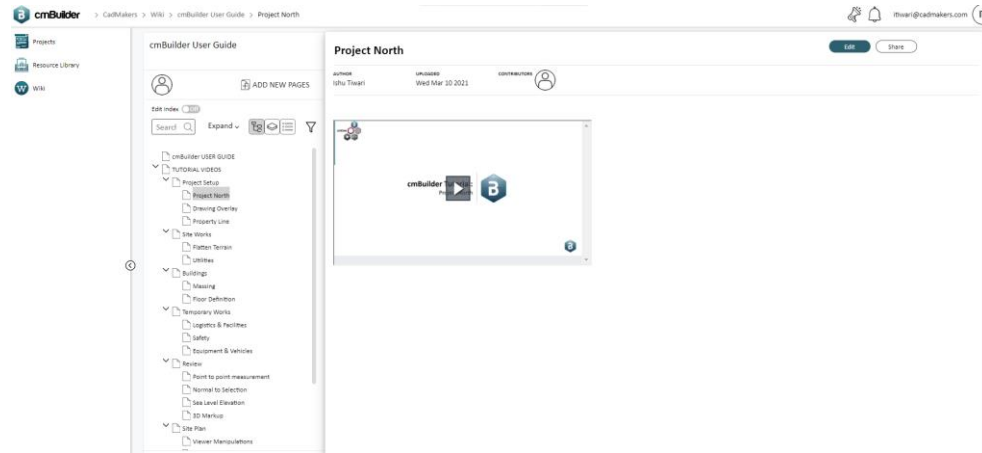 cmBuilder > CadMakers > Wiki > cmBuilder User Guide > Project North
itiwari@cadmakers.com
Projects
Resource Library
Wiki
cmBuilder User Guide
ADD NEW PAGES
Edit Index
Search
Expand
cmBuilder USER GUIDE
TUTORIAL VIDEOS
Project Setup
Project North
Drawing Overlay
Property Line
Site Works
Flatten Terrain
Utilities
Buildings
Massing
Floor Definition
Temporary Works
Logistics & Facilities
Safety
Equipment & Vehicles
Review
Point to point measurement
Normal to Selection
Sea Level Elevation
3D Markup
Site Plan
Viewer Manipulations
Project North
Edit
Share
AUTHOR
Ishu Tiwari
UPLOADED
Wed Mar 10 2021
CONTRIBUTORS
cmBuilder